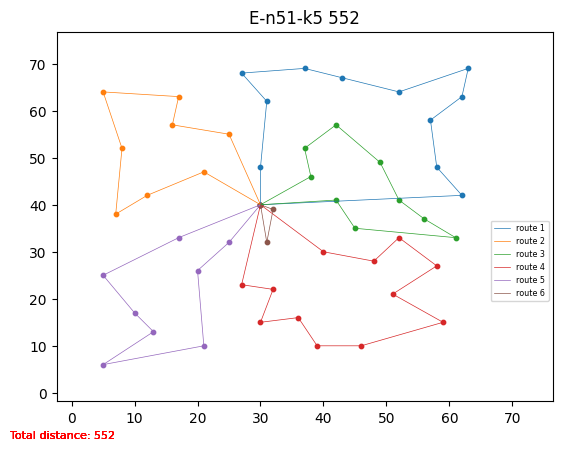 E-n51-k5 552
70
60
50
40
30
20
10
0
0 10 20 30 40 50 60 70
route 1
route 2
route 3
route 4
route 5
route 6
Total distance: 552